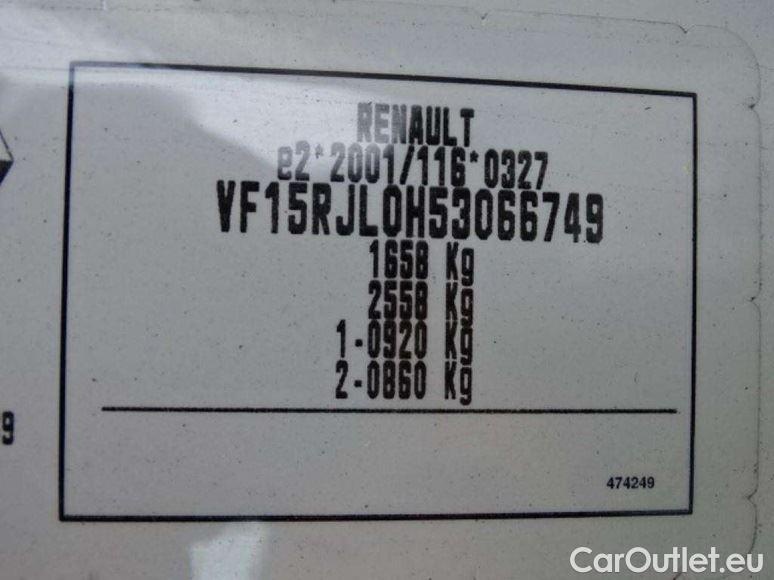 RENAULT
e2*2001/116*0327
VF15RJL0H53066749
1658 Kg
2558 Kg
1-0920 Kg
2-0860 Kg
9
474249
CarOutlet.eu